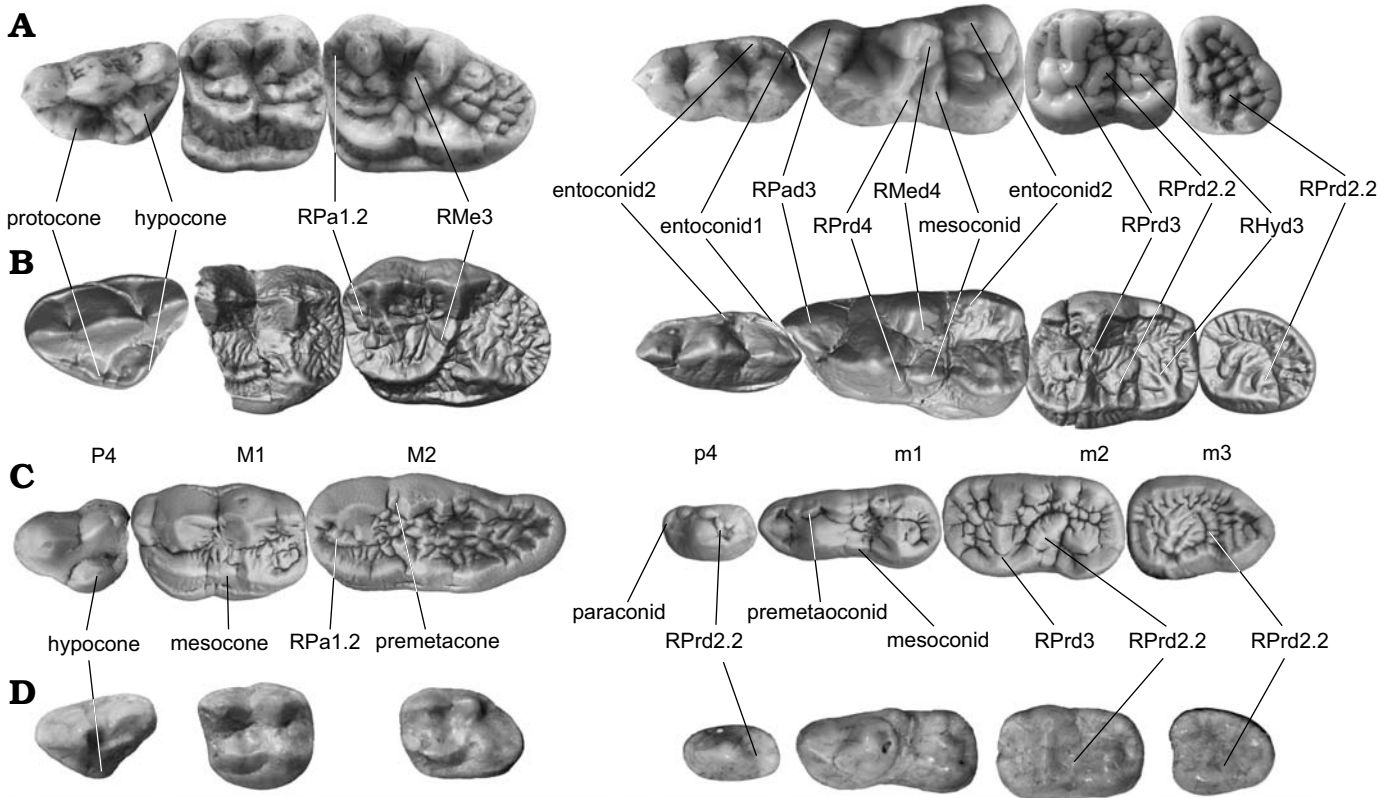 A
entoconid2 RPad3 RMed4 entoconid2 RPrd2.2 RPrd2.2
protocone hypocone RPa1.2 RMe3 entoconid1 RPrd4 mesoconid RPrd3 RHyd3
B
P4 M1 M2 p4 m1 m2 m3
C
paraconid premetaoconid
hypocone mesocone RPa1.2 premetacone RPrd2.2 mesoconid RPrd3 RPrd2.2 RPrd2.2
D